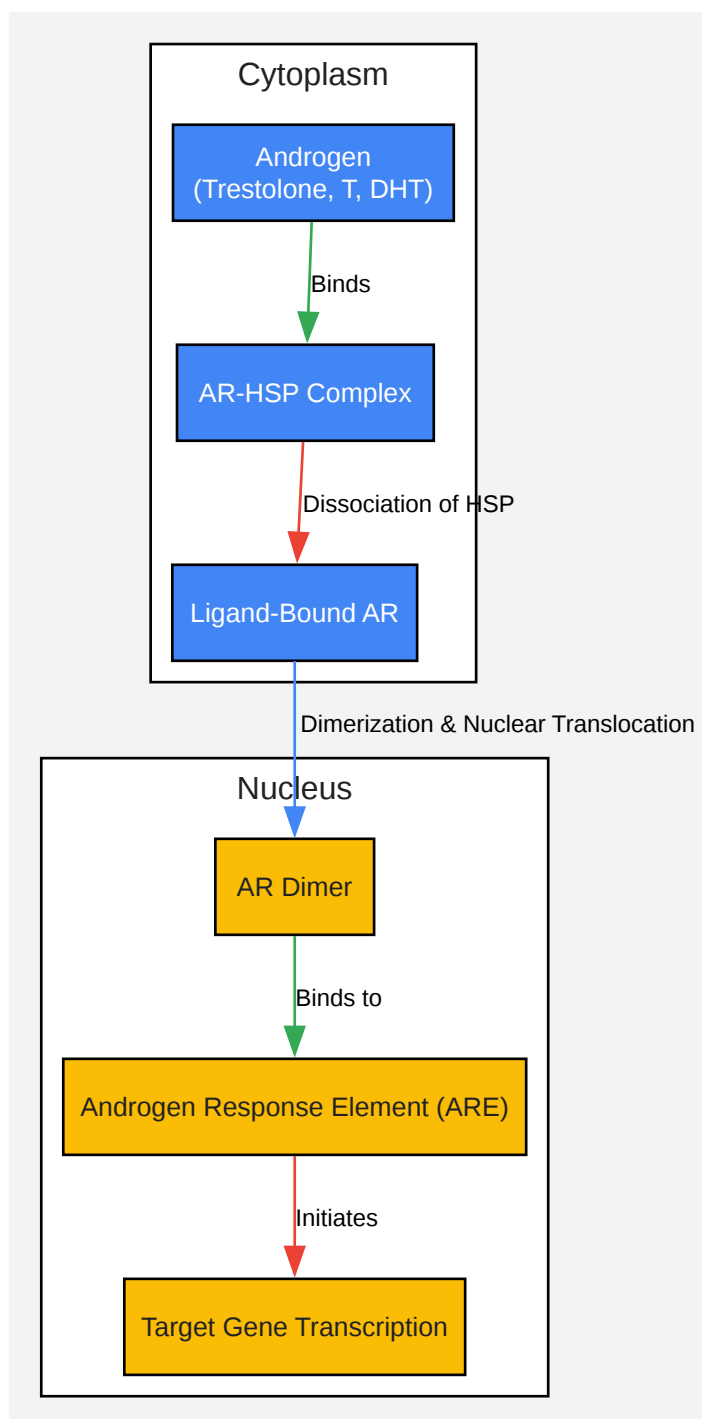 Cytoplasm
Androgen
(Trestolone, T, DHT)
Binds
AR-HSP Complex
Dissociation of HSP
Ligand-Bound AR
Dimerization & Nuclear Translocation
Nucleus
AR Dimer
Binds to
Androgen Response Element (ARE)
Initiates
Target Gene Transcription